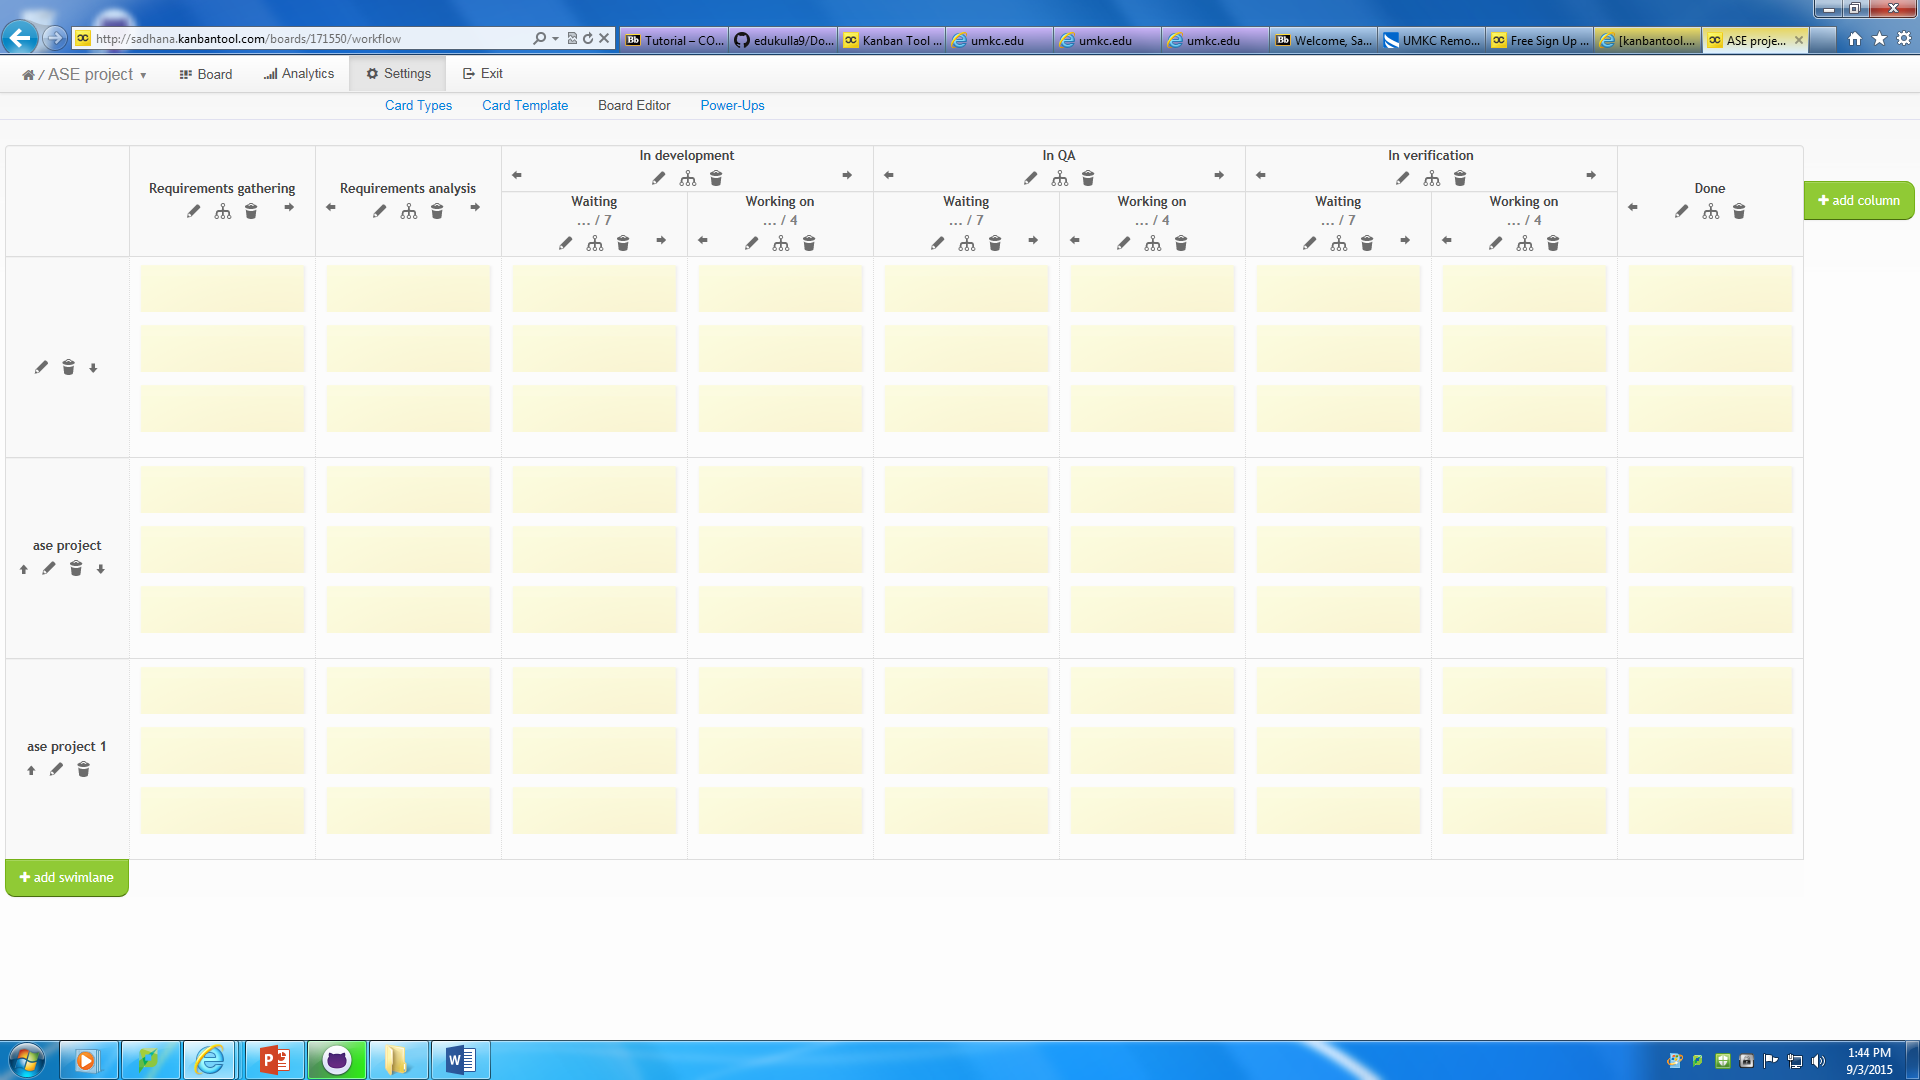 http://sadhana.kanbantool.com/boards/171550/workflow
Tutorial – CO...
edukulla9/Do...
Kanban Tool ...
umkc.edu
umkc.edu
umkc.edu
Welcome, Sa...
UMKC Remo...
Free Sign Up ...
[kanbantool....
ASE proje...
/ ASE project
Board
Analytics
Settings
Exit
Card Types
Card Template
Board Editor
Power-Ups
Requirements gathering
Requirements analysis
In development
In QA
In verification
Done
Waiting
... / 7
Working on
... / 4
Waiting
... / 7
Working on
... / 4
Waiting
... / 7
Working on
... / 4
+ add column
ase project
ase project 1
+ add swimlane
1:44 PM
9/3/2015